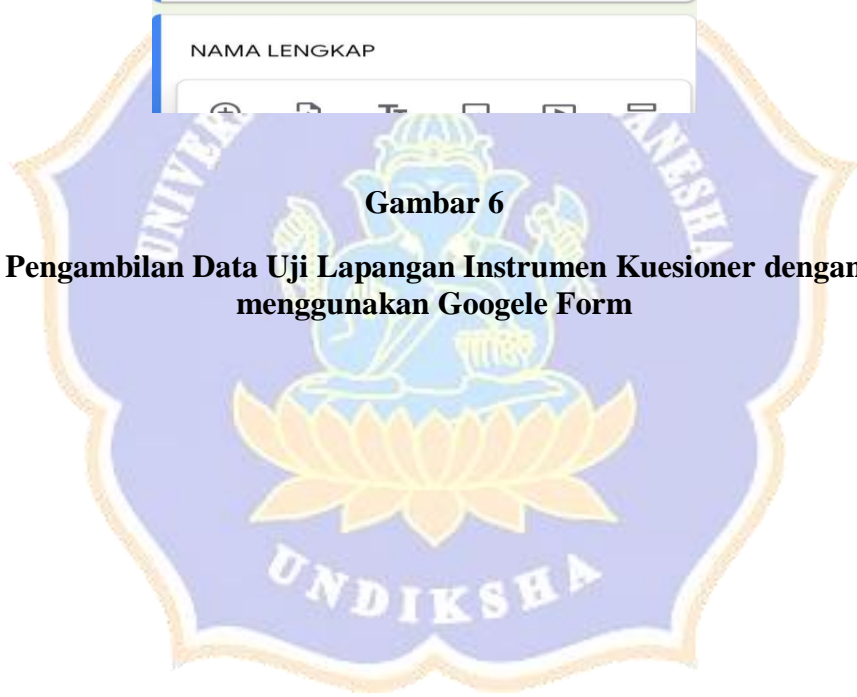 NAMA LENGKAP
Gambar 6
Pengambilan Data Uji Lapangan Instrumen Kuesioner dengan
menggunakan Googele Form
UNDIKSHA